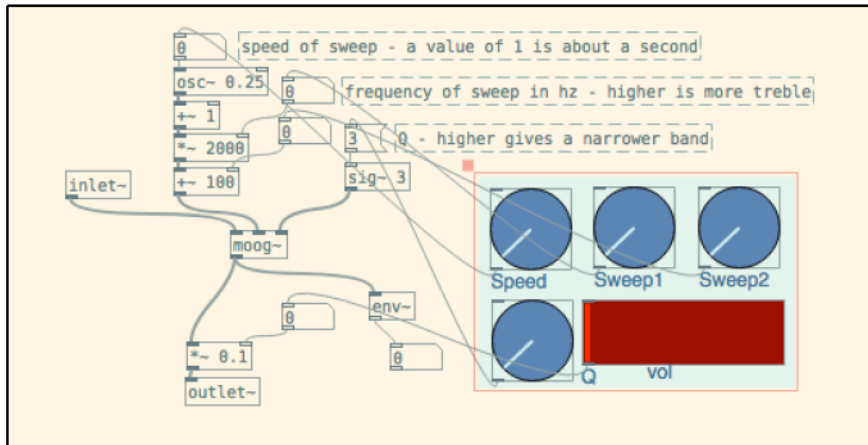 0
speed of sweep - a value of 1 is about a second
osc~ 0.25
0
frequency of sweep in hz - higher is more treble
+~ 1
0
3
Q - higher gives a narrower band
*~ 2000
inlet~
+~ 100
sig~ 3
moog~
Speed
Sweep1
Sweep2
env~
0
*~ 0.1
0
Q
vol
outlet~